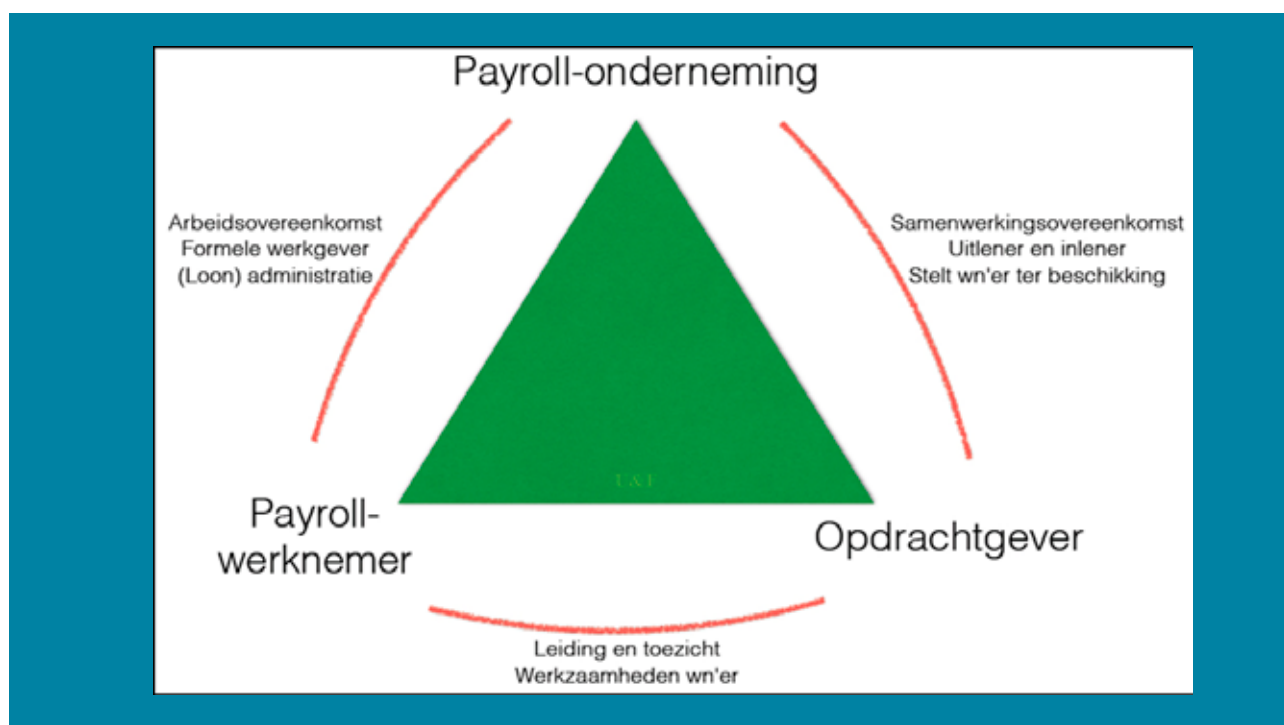 Payroll-onderneming
Arbeidsovereenkomst
Formele werkgever
(Loon) administratie
Samenwerkingsovereenkomst
Uitlener en inlener
Stelt wn'er ter beschikking
U&F
Payroll-
werknemer
Opdrachtgever
Leiding en toezicht
Werkzaamheden wn'er